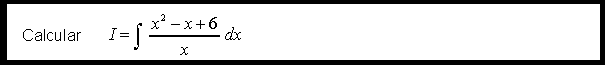 Calcular I = ∫ (x² – x + 6)/x dx